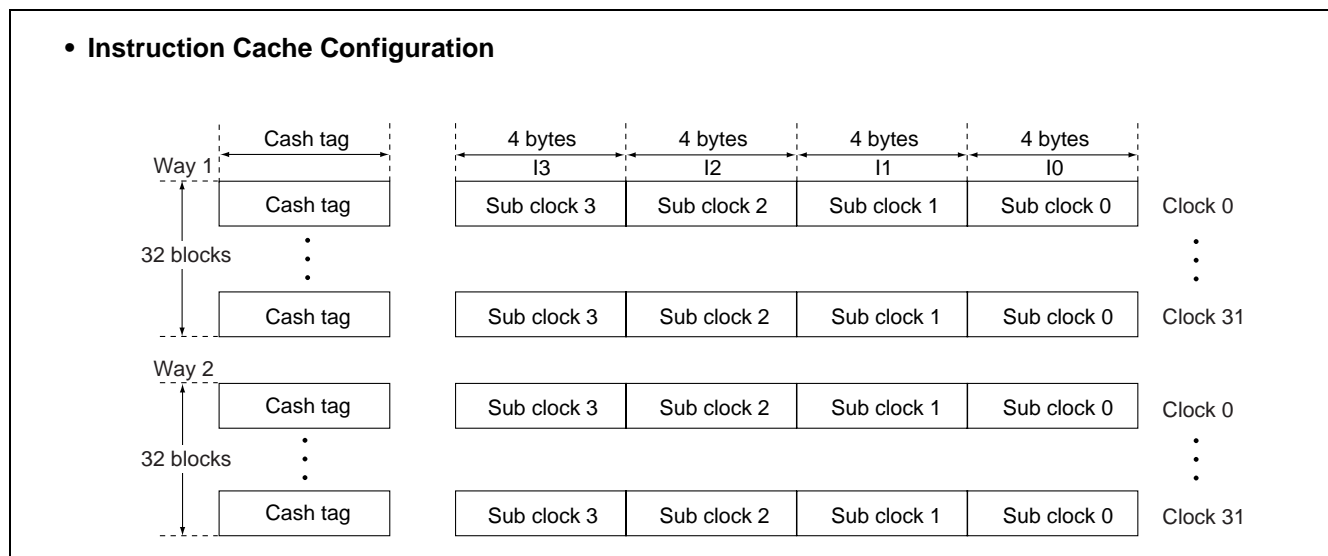 • Instruction Cache Configuration
Cash tag 4 bytes 4 bytes 4 bytes 4 bytes
Way 1 I3 I2 I1 I0
Cash tag Sub clock 3 Sub clock 2 Sub clock 1 Sub clock 0 Clock 0
32 blocks
Cash tag Sub clock 3 Sub clock 2 Sub clock 1 Sub clock 0 Clock 31
Way 2
Cash tag Sub clock 3 Sub clock 2 Sub clock 1 Sub clock 0 Clock 0
32 blocks
Cash tag Sub clock 3 Sub clock 2 Sub clock 1 Sub clock 0 Clock 31